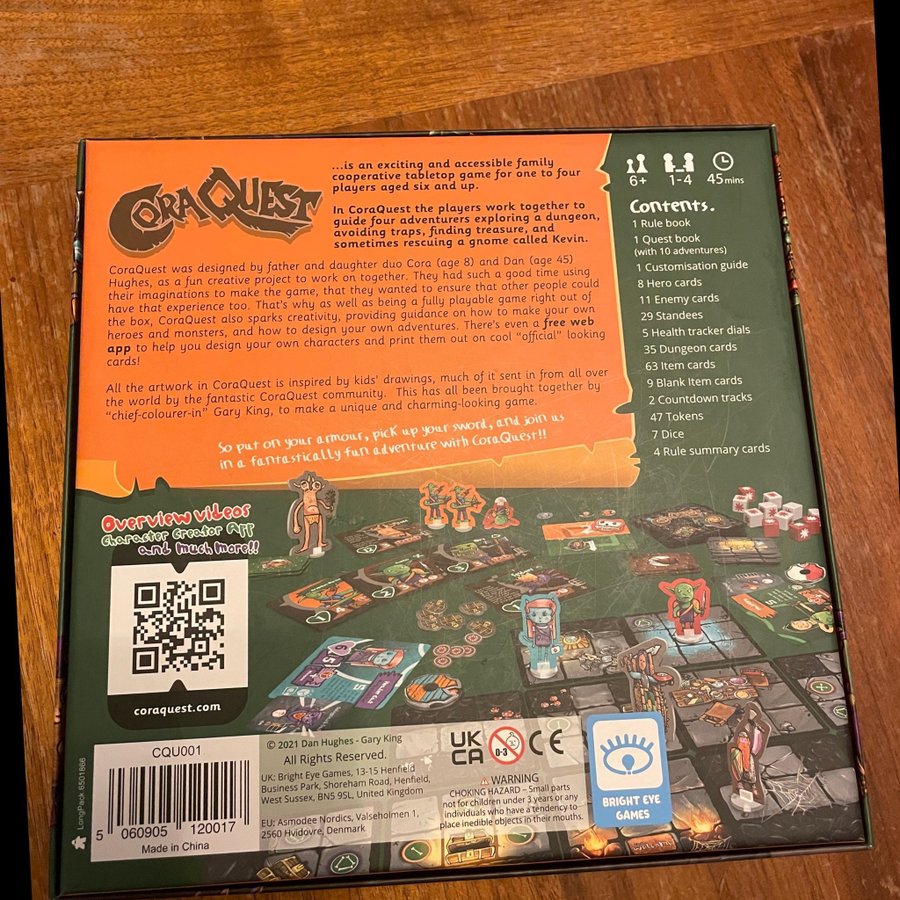 CORAQUEST
...is an exciting and accessible family
cooperative tabletop game for one to four
players aged six and up.
In CoraQuest the players work together to
guide four adventurers exploring a dungeon,
avoiding traps, finding treasure, and
sometimes rescuing a gnome called Kevin.
CoraQuest was designed by father and daughter duo Cora (age 8) and Dan (age 45)
Hughes, as a fun creative project to work on together. They had such a good time using
their imaginations to make the game, that they wanted to ensure that other people could
have that experience too. That's why as well as being a fully playable game right out of
the box, CoraQuest also sparks creativity, providing guidance on how to make your own
heroes and monsters, and how to design your own adventures. There's even a free web
app to help you design your own characters and print them out on cool "official" looking
cards!
All the artwork in CoraQuest is inspired by kids' drawings, much of it sent in from all over
the world by the fantastic CoraQuest community. This has all been brought together by
"chief-colourer-in" Gary King, to make a unique and charming-looking game.
So put on your armour, pick up your sword, and join us
in a fantastically fun adventure with CoraQuest!!
6+ 1-4 45mins
Contents.
1 Rule book
1 Quest book
(with 10 adventures)
1 Customisation guide
8 Hero cards
11 Enemy cards
29 Standees
5 Health tracker dials
35 Dungeon cards
63 Item cards
9 Blank Item cards
2 Countdown tracks
47 Tokens
7 Dice
4 Rule summary cards
Overview videos
Character Creator App
and much more!!
coraquest.com
CQU001
5 060905 120017
Made in China
LongPack 6501866
© 2021 Dan Hughes - Gary King
All Rights Reserved.
UK: Bright Eye Games, 13-15 Henfield
Business Park, Shoreham Road, Henfield,
West Sussex, BN5 9SL, United Kingdom
EU: Asmodee Nordics, Valseholmen 1,
2560 Hvidovre, Denmark
UK
CA
0-3
CE
WARNING
CHOKING HAZARD – Small parts
not for children under 3 years or any
individuals who have a tendency to
place inedible objects in their mouths.
BRIGHT EYE
GAMES